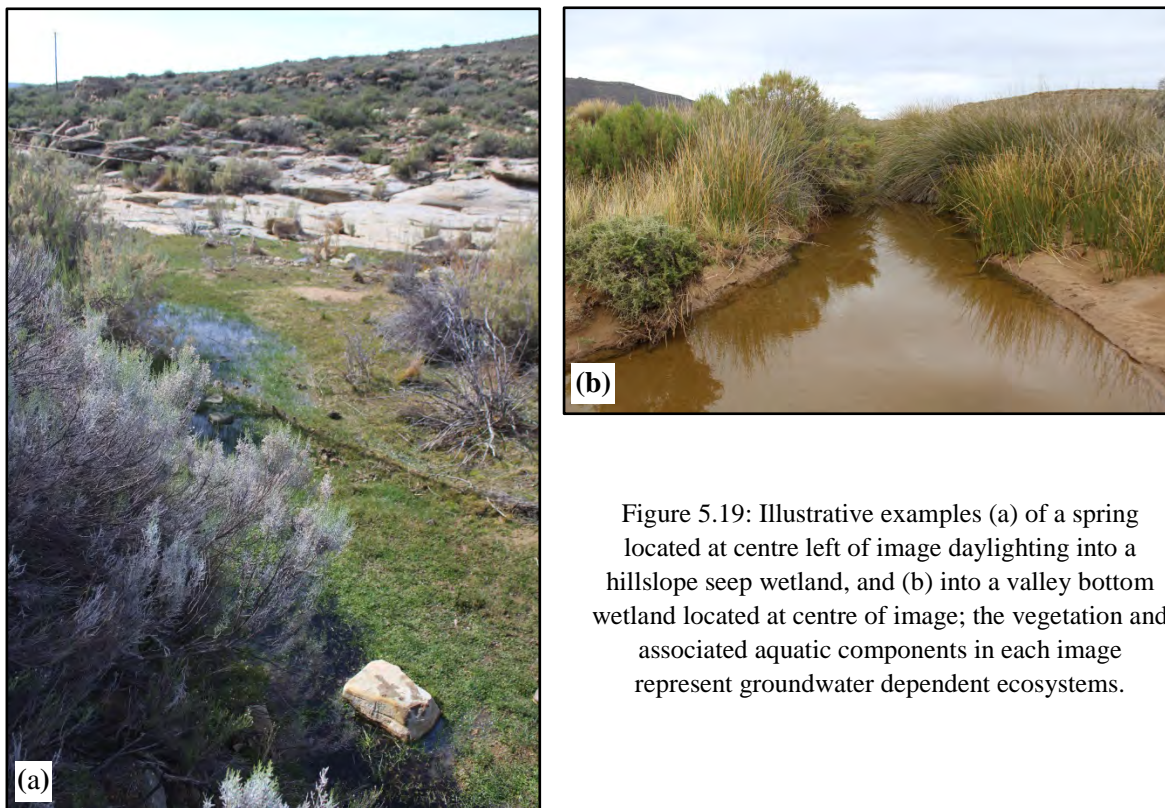 (a)
(b)
Figure 5.19: Illustrative examples (a) of a spring
located at centre left of image daylighting into a
hillslope seep wetland, and (b) into a valley bottom
wetland located at centre of image; the vegetation and
associated aquatic components in each image
represent groundwater dependent ecosystems.